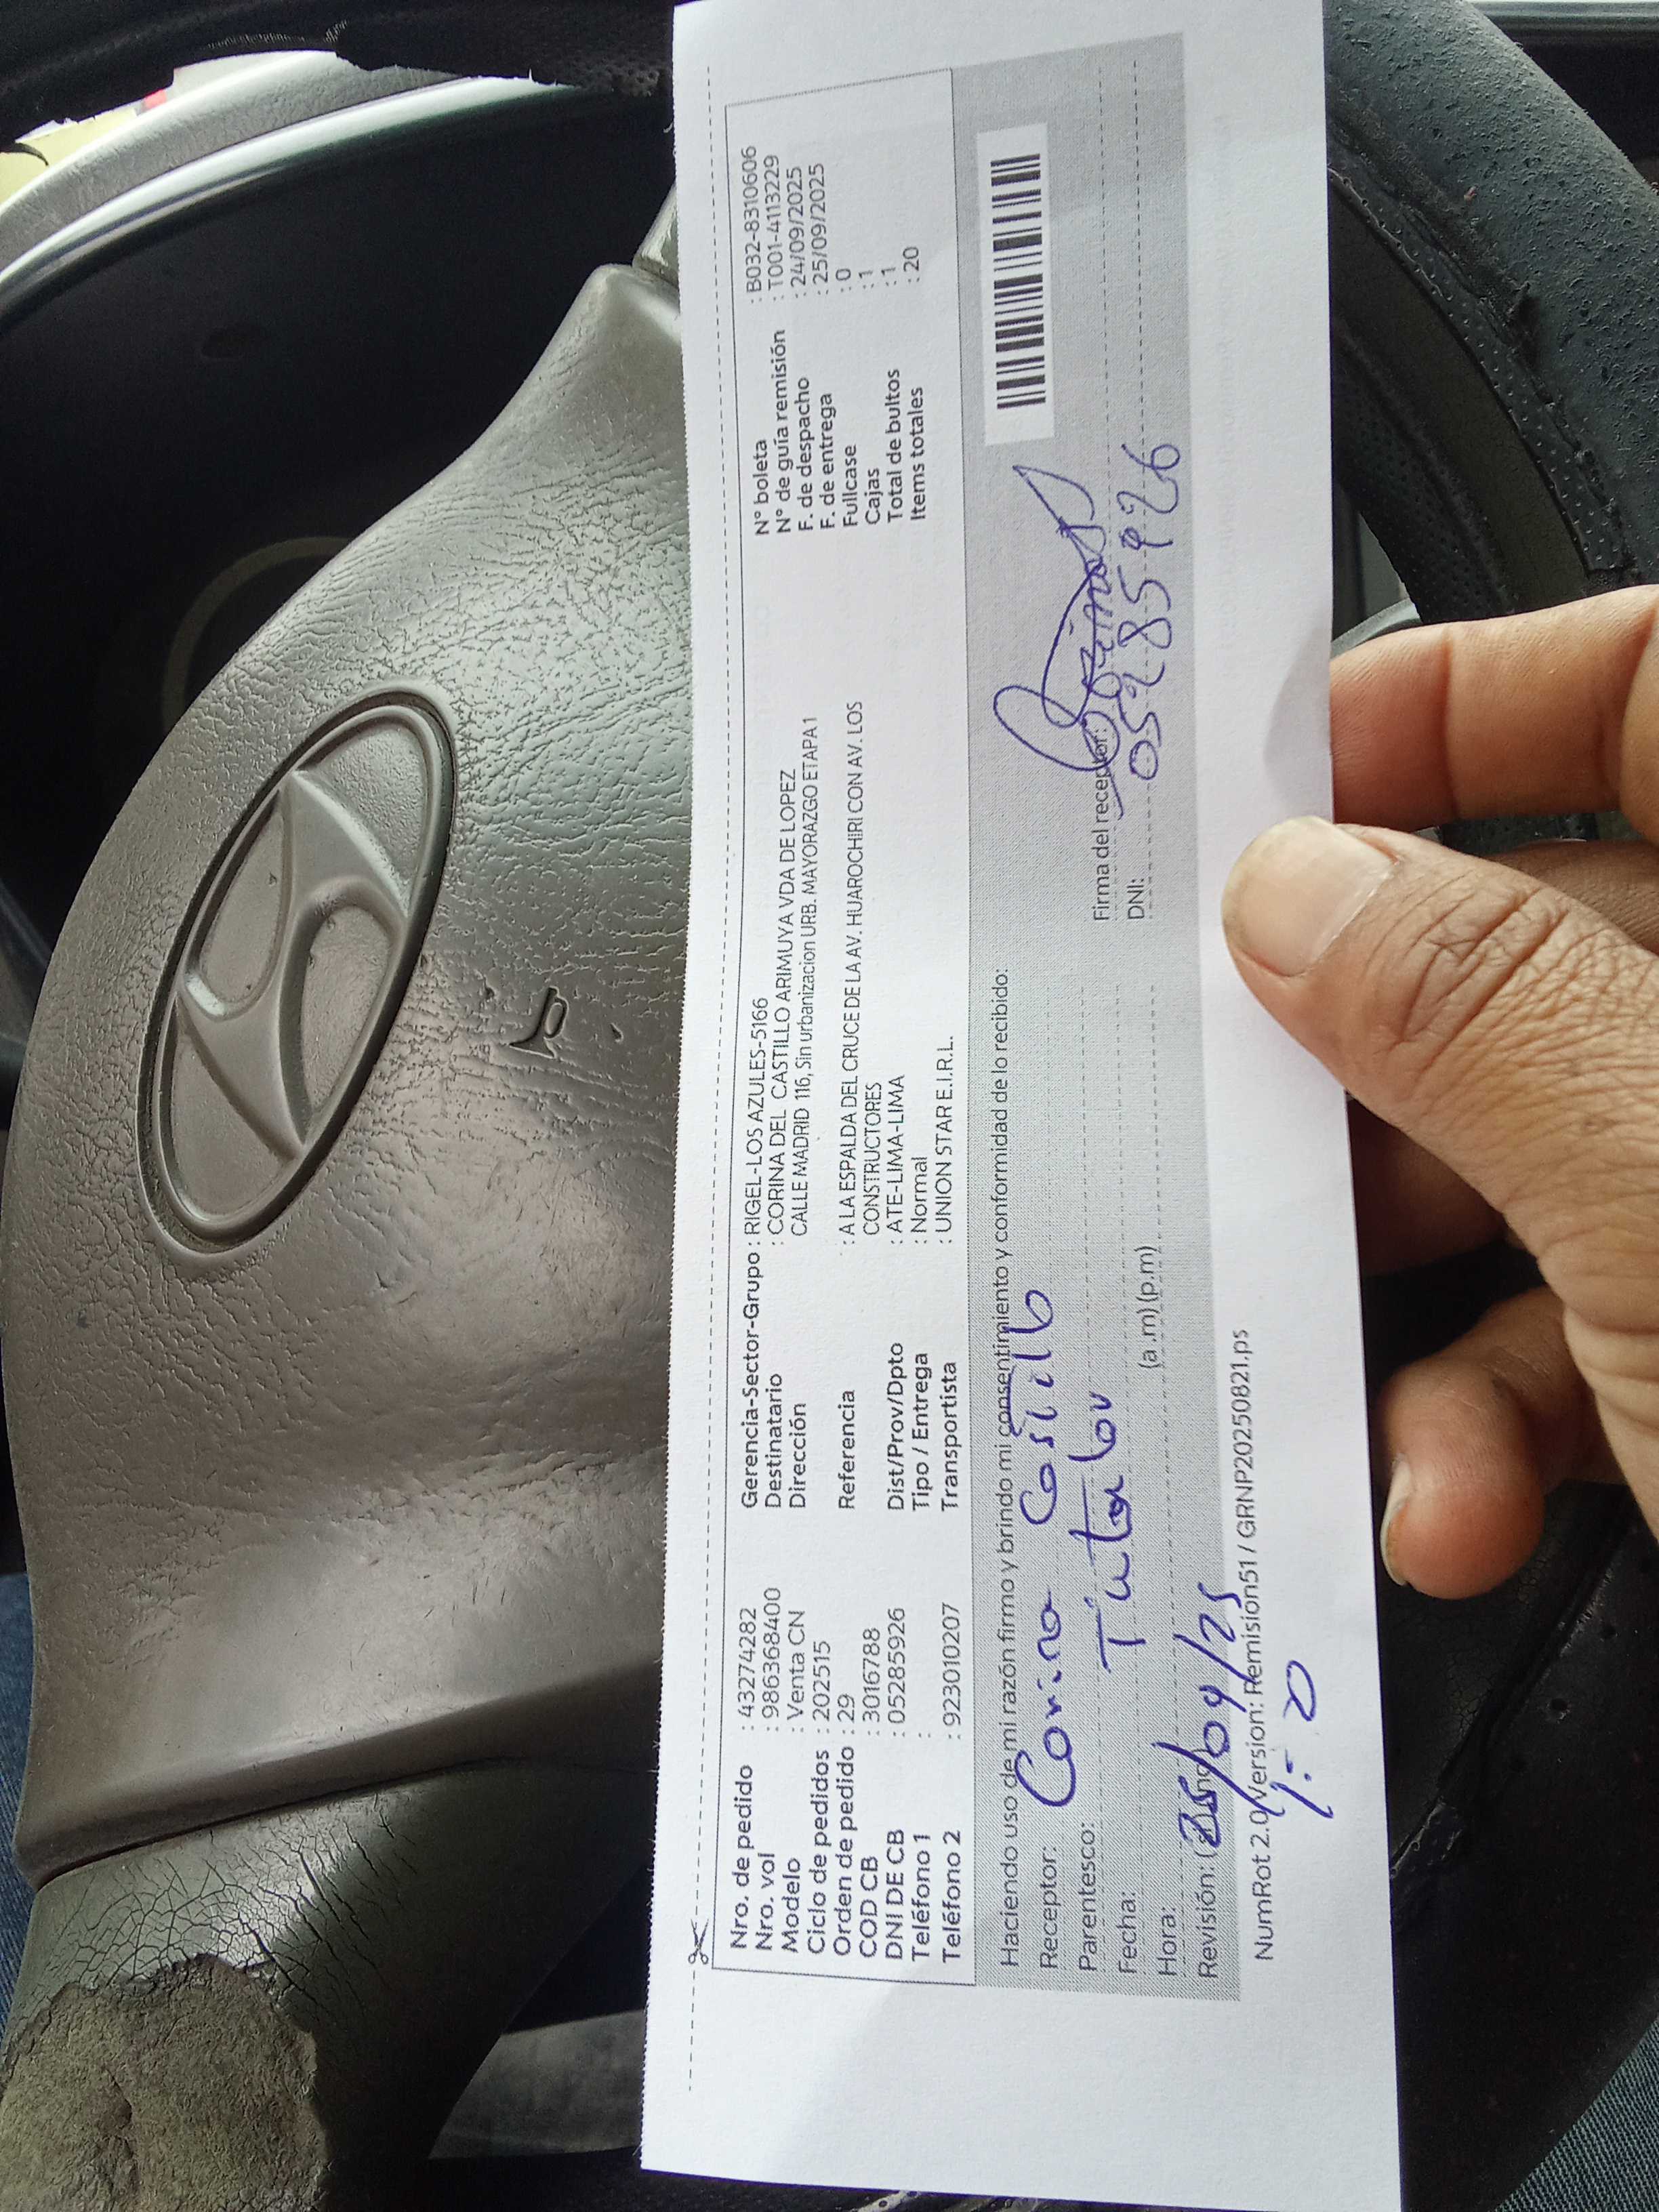 Nro. de pedido : 43274282
Nro. vol : 986368400
Modelo : Venta CN
Ciclo de pedidos : 202515
Orden de pedido : 29
COD CB : 3016788
DNI DE CB : 05285926
Teléfono 1 :
Teléfono 2 : 923010207
Gerencia-Sector-Grupo : RIGEL-LOS AZULES-5166
Destinatario : CORINA DEL CASTILLO ARIMUYA VDA DE LOPEZ
Dirección CALLE MADRID 116, Sin urbanizacion URB. MAYORAZGO ETAPA 1
Referencia : A LA ESPALDA DEL CRUCE DE LA AV. HUAROCHIRI CON AV. LOS
CONSTRUCTORES
Dist/Prov/Dpto : ATE-LIMA-LIMA
Tipo / Entrega : Normal
Transportista : UNION STAR E.I.R.L.
N° boleta : B032-8310606
N° de guía remisión : T001-4113229
F. de despacho : 24/09/2025
F. de entrega : 25/09/2025
Fullcase : 0
Cajas : 1
Total de bultos : 1
Items totales : 20
Haciendo uso de mi razón firmo y brindo mi consentimiento y conformidad de lo recibido:
Receptor: Corina Castillo
Parentesco: Titular
Fecha:
Hora: (a.m) (p.m)
Revisión: ( 25/09/25
Firma del receptor: Corina
DNI: 05285926
NumRot 2.0 Version: Remision51 / GRNP20250821.ps